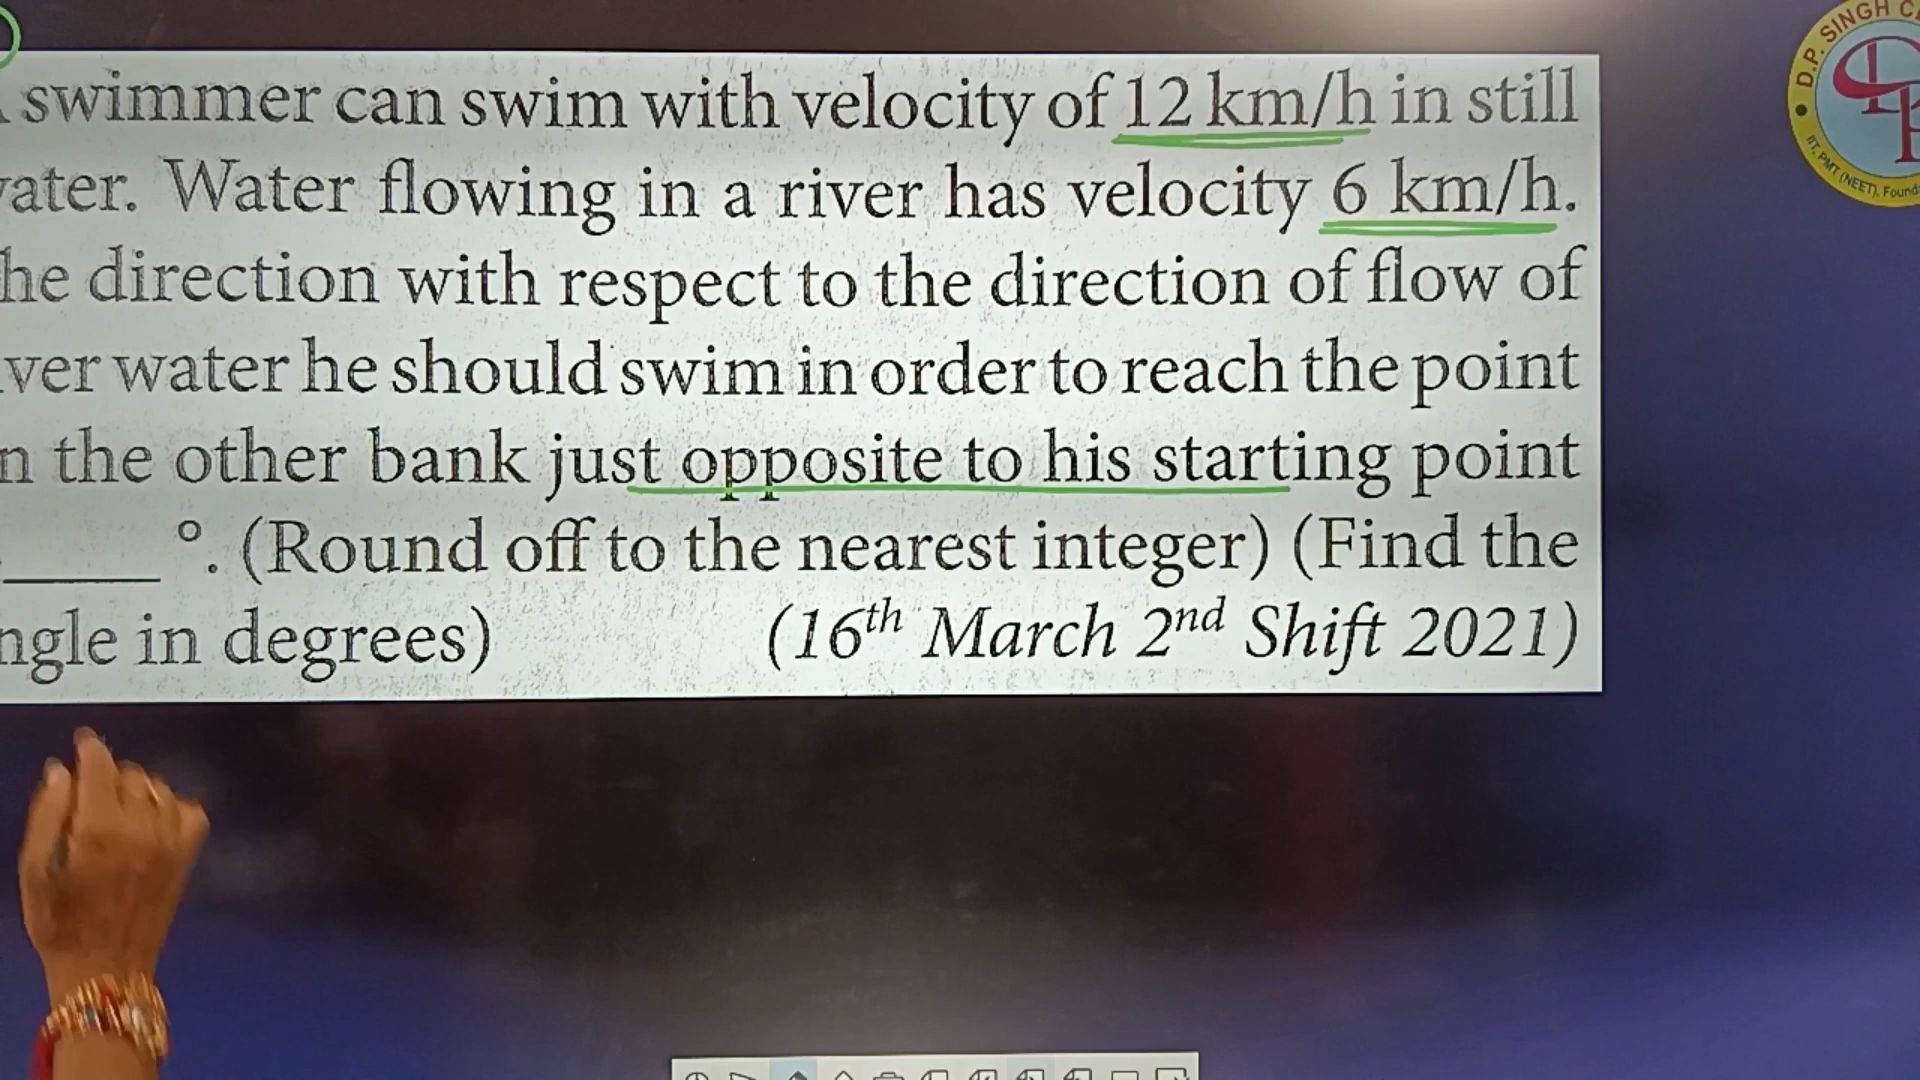 swimmer can swim with velocity of 12 km/h in still
water. Water flowing in a river has velocity 6 km/h.
he direction with respect to the direction of flow of
ver water he should swim in order to reach the point
n the other bank just opposite to his starting point
_____ °. (Round off to the nearest integer) (Find the
ngle in degrees) (16th March 2nd Shift 2021)
D.P. SINGH
IIT, PMT (NEET), Founda